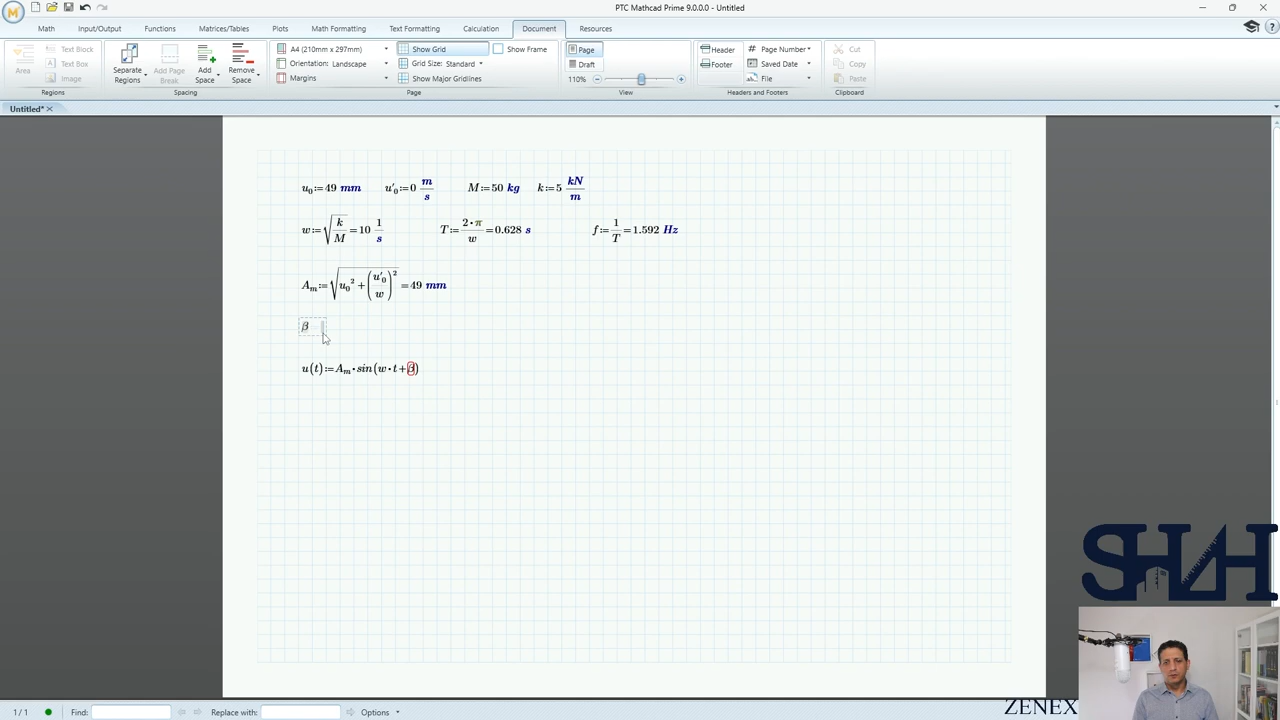 PTC Mathcad Prime 9.0.0.0 - Untitled
Math Input/Output Functions Matrices/Tables Plots Math Formatting Text Formatting Calculation Document Resources
Area
Text Block
Text Box
Image
Regions
Separate Regions
Add Page Break
Add Space
Remove Space
Spacing
A4 (210mm x 297mm)
Orientation: Landscape
Margins
Show Grid
Grid Size: Standard
Show Major Gridlines
Show Frame
Page
Page
Draft
110%
View
Header
Footer
Page Number
Saved Date
File
Headers and Footers
Cut
Copy
Paste
Clipboard
Untitled*
u₀:=49 mm u'₀:=0 m/s M:=50 kg k:=5 kN/m
w:=√(k/M)=10 1/s T:=2·π/w=0.628 s f:=1/T=1.592 Hz
Aₘ:=√(u₀²+(u'₀/w)²)=49 mm
β
u(t):=Aₘ·sin(w·t+β)
SHAH
ZENEX
1 / 1 Find: Replace with: Options